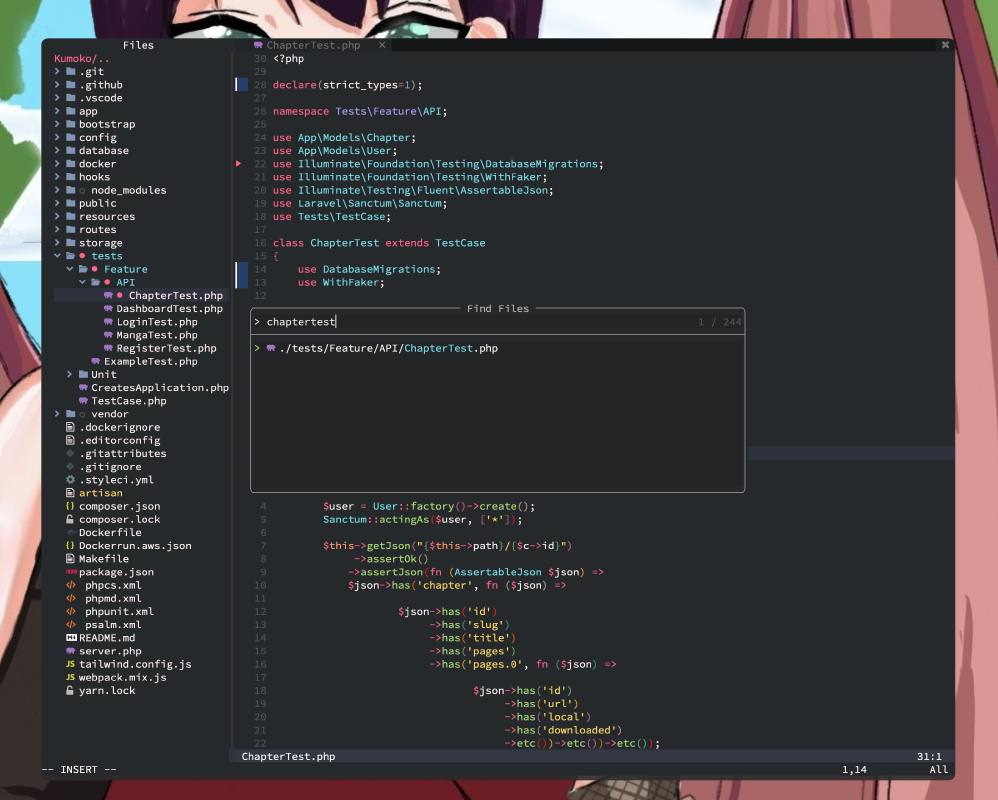 Files
Kumoko/..
.git
.github
.vscode
app
bootstrap
config
database
docker
hooks
node_modules
public
resources
routes
storage
tests
Feature
API
ChapterTest.php
DashboardTest.php
LoginTest.php
MangaTest.php
RegisterTest.php
ExampleTest.php
Unit
CreatesApplication.php
TestCase.php
vendor
.dockerignore
.editorconfig
.gitattributes
.gitignore
.styleci.yml
artisan
composer.json
composer.lock
Dockerfile
Dockerrun.aws.json
Makefile
package.json
phpcs.xml
phpmd.xml
phpunit.xml
psalm.xml
README.md
server.php
JS tailwind.config.js
JS webpack.mix.js
yarn.lock
ChapterTest.php ×
30 <?php
29
28 declare(strict_types=1);
27
26 namespace Tests\Feature\API;
25
24 use App\Models\Chapter;
23 use App\Models\User;
22 use Illuminate\Foundation\Testing\DatabaseMigrations;
21 use Illuminate\Foundation\Testing\WithFaker;
20 use Illuminate\Testing\Fluent\AssertableJson;
19 use Laravel\Sanctum\Sanctum;
18 use Tests\TestCase;
17
16 class ChapterTest extends TestCase
15 {
14 use DatabaseMigrations;
13 use WithFaker;
12
Find Files
> chaptertest 1 / 244
> ./tests/Feature/API/ChapterTest.php
4 $user = User::factory()->create();
5 Sanctum::actingAs($user, ['*']);
6
7 $this->getJson("{$this->path}/{$c->id}")
8 ->assertOk()
9 ->assertJson(fn (AssertableJson $json) =>
10 $json->has('chapter', fn ($json) =>
11
12 $json->has('id')
13 ->has('slug')
14 ->has('title')
15 ->has('pages')
16 ->has('pages.0', fn ($json) =>
17
18 $json->has('id')
19 ->has('url')
20 ->has('local')
21 ->has('downloaded')
22 ->etc())->etc())->etc());
ChapterTest.php 31:1
-- INSERT -- 1,14 All